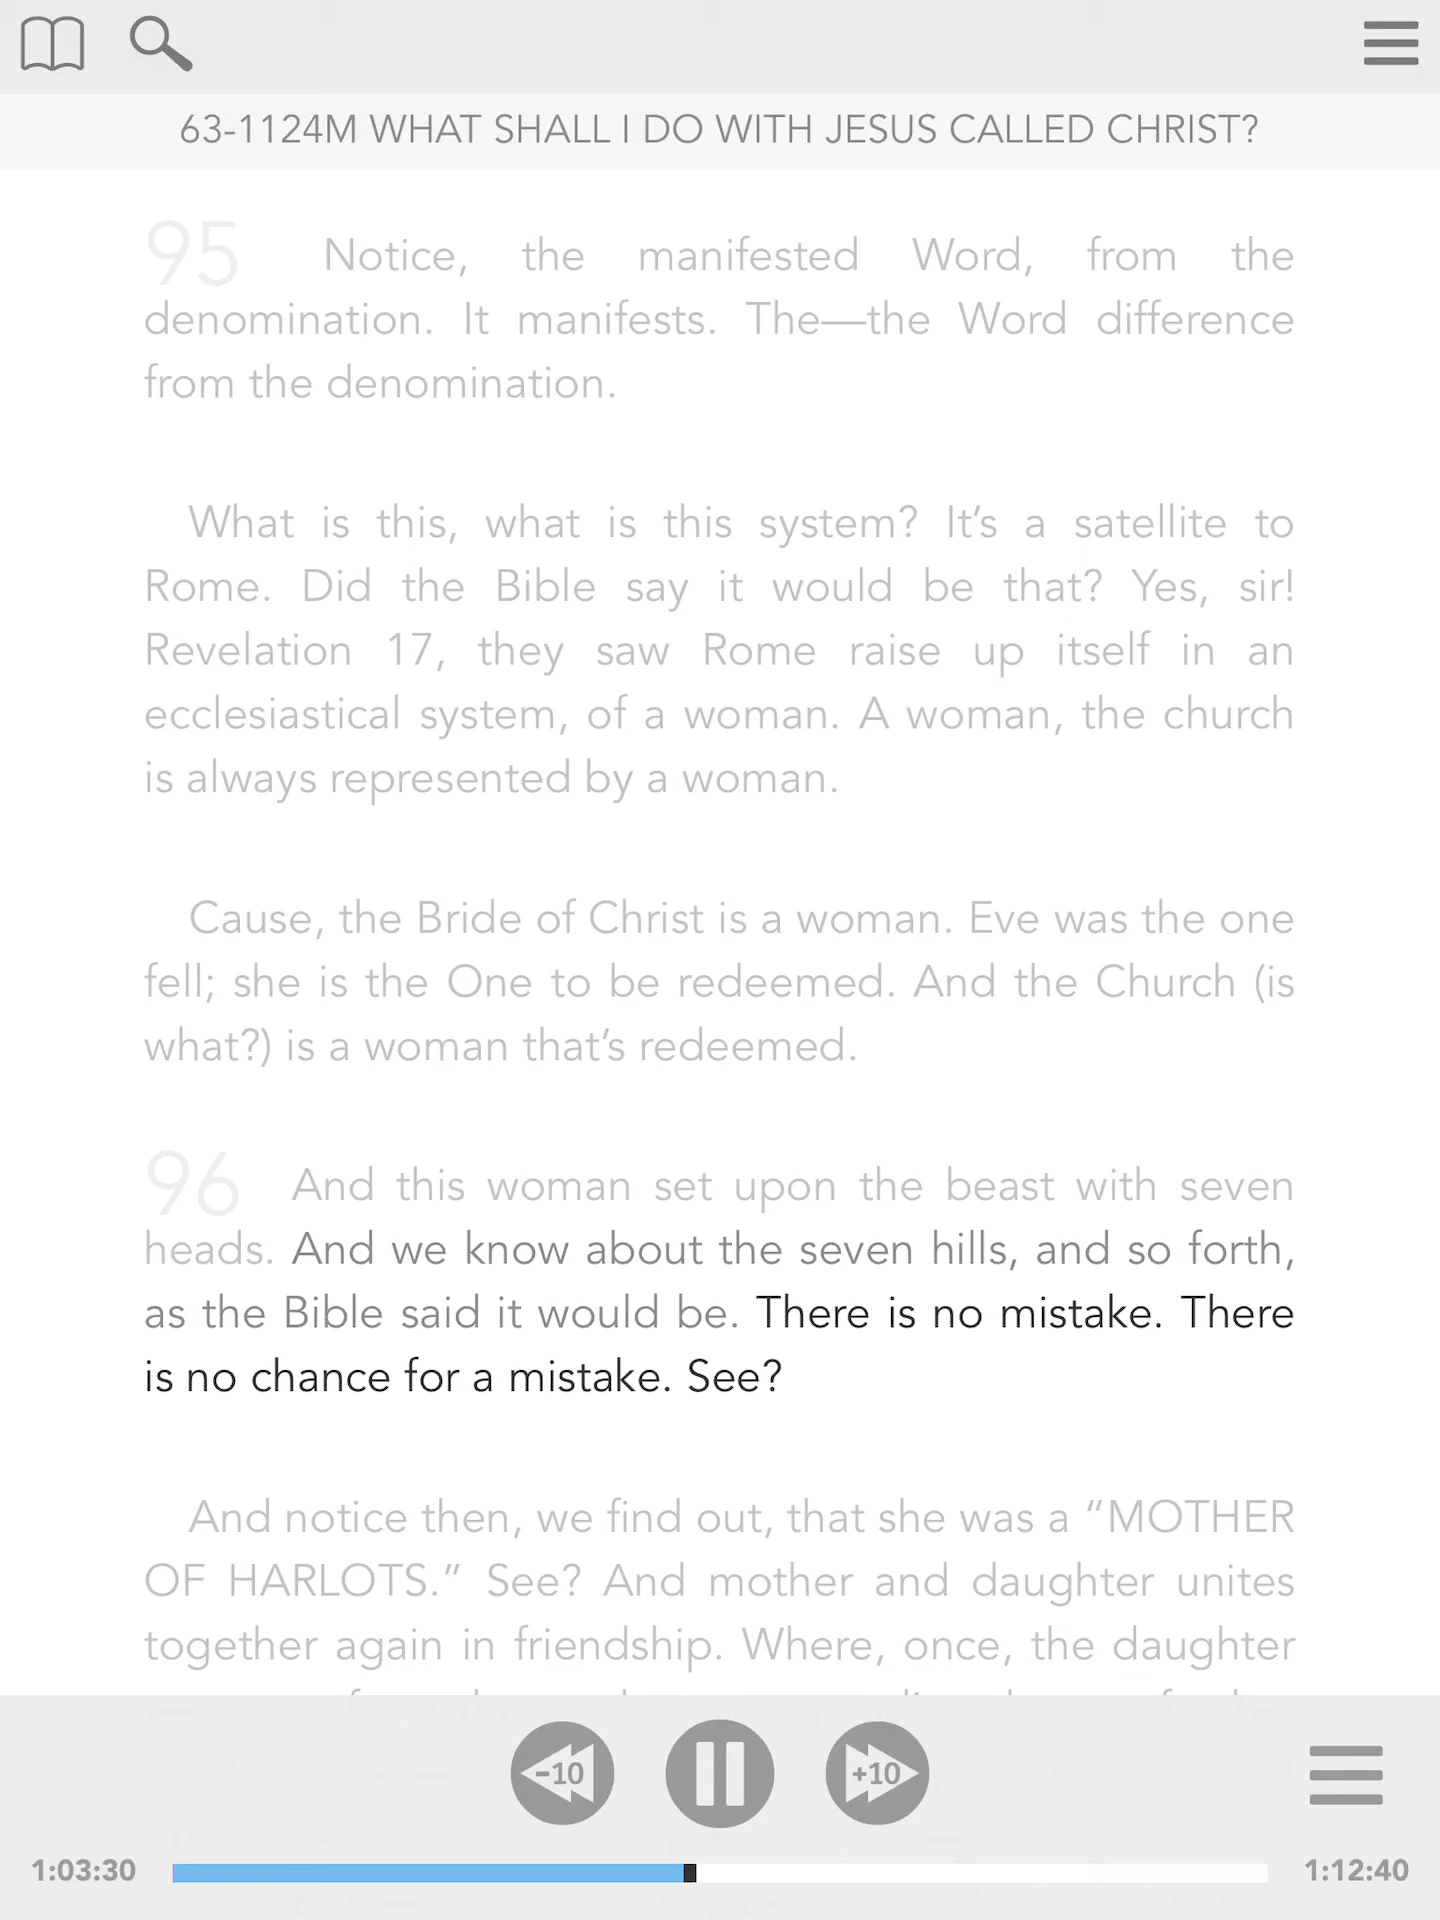 63-1124M WHAT SHALL I DO WITH JESUS CALLED CHRIST?
95 Notice, the manifested Word, from the
denomination. It manifests. The—the Word difference
from the denomination.
What is this, what is this system? It’s a satellite to
Rome. Did the Bible say it would be that? Yes, sir!
Revelation 17, they saw Rome raise up itself in an
ecclesiastical system, of a woman. A woman, the church
is always represented by a woman.
Cause, the Bride of Christ is a woman. Eve was the one
fell; she is the One to be redeemed. And the Church (is
what?) is a woman that’s redeemed.
96 And this woman set upon the beast with seven
heads. And we know about the seven hills, and so forth,
as the Bible said it would be. There is no mistake. There
is no chance for a mistake. See?
And notice then, we find out, that she was a “MOTHER
OF HARLOTS.” See? And mother and daughter unites
together again in friendship. Where, once, the daughter
-10 +10
1:03:30 1:12:40